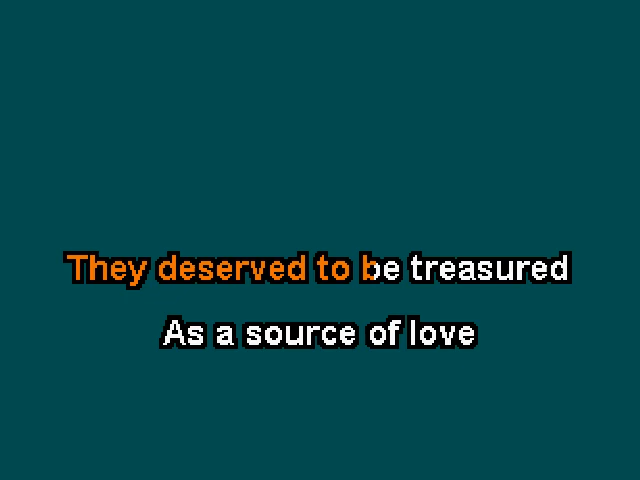 They deserved to be treasured
As a source of love